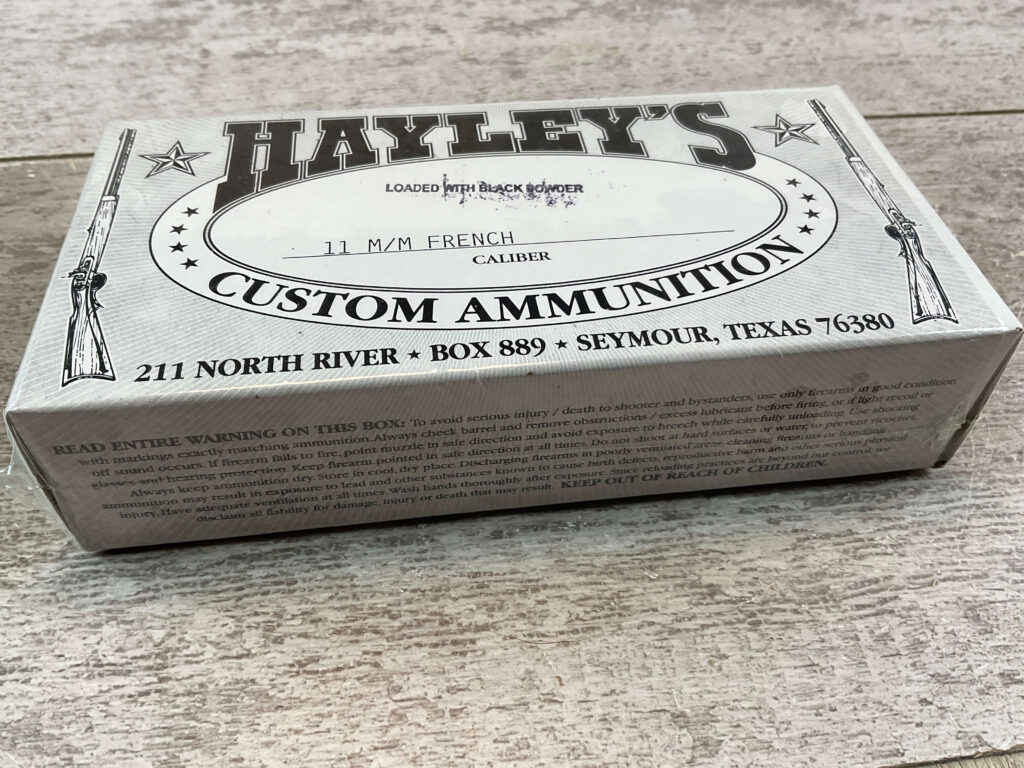 HAYLEY'S
LOADED WITH BLACK POWDER
11 M/M FRENCH
CALIBER
CUSTOM AMMUNITION
211 NORTH RIVER ★ BOX 889 ★ SEYMOUR, TEXAS 76380
READ ENTIRE WARNING ON THIS BOX: To avoid serious injury / death to shooter and bystanders, use only firearms in good condition
with markings exactly matching ammunition. Always check barrel and remove obstructions / excess lubricant before firing, or if light recoil or
off sound occurs. If firearm fails to fire, point muzzle in safe direction and avoid exposure to breech while carefully unloading. Use shooting
glasses and hearing protection. Keep firearm pointed in safe direction at all times. Do not shoot at hard surfaces or water, to prevent ricochet.
Always keep ammunition dry. Store in cool, dry place. Discharging firearms in poorly ventilated areas, cleaning firearms or handling
ammunition may result in exposure to lead and other substances known to cause birth defects, reproductive harm and other serious physical
injury. Have adequate ventilation at all times. Wash hands thoroughly after exposure. Since reloading practices are beyond our control, we
disclaim all liability for damage, injury or death that may result. KEEP OUT OF REACH OF CHILDREN.